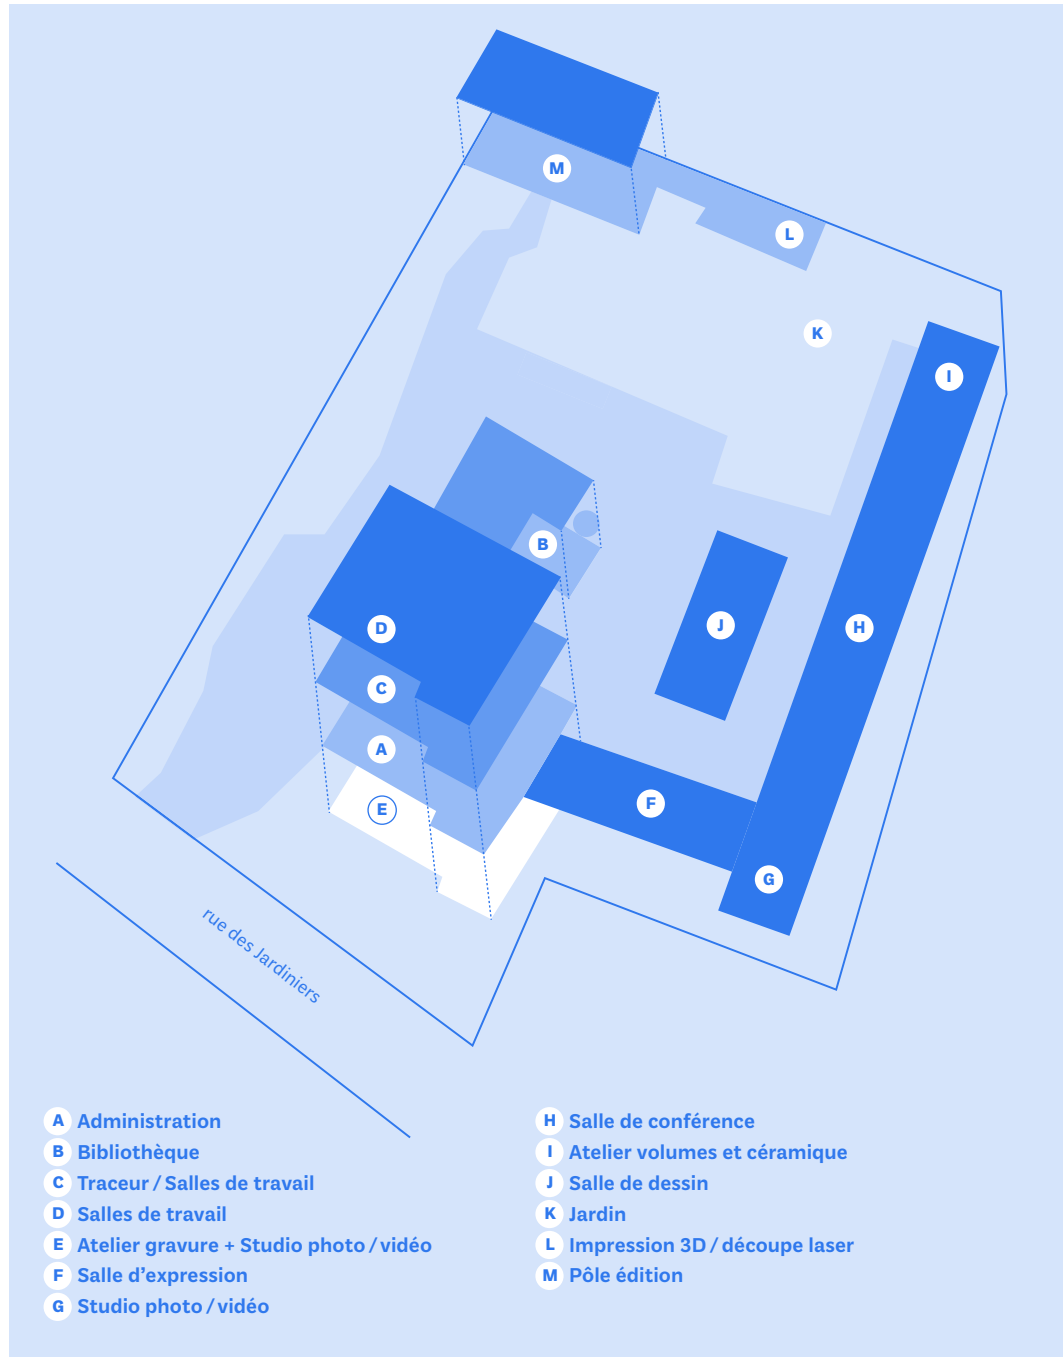 M
L
K
I
B
D
J
H
C
A
F
E
G
rue des Jardiniers
A Administration
B Bibliothèque
C Traceur / Salles de travail
D Salles de travail
E Atelier gravure + Studio photo / vidéo
F Salle d’expression
G Studio photo / vidéo
H Salle de conférence
I Atelier volumes et céramique
J Salle de dessin
K Jardin
L Impression 3D / découpe laser
M Pôle édition